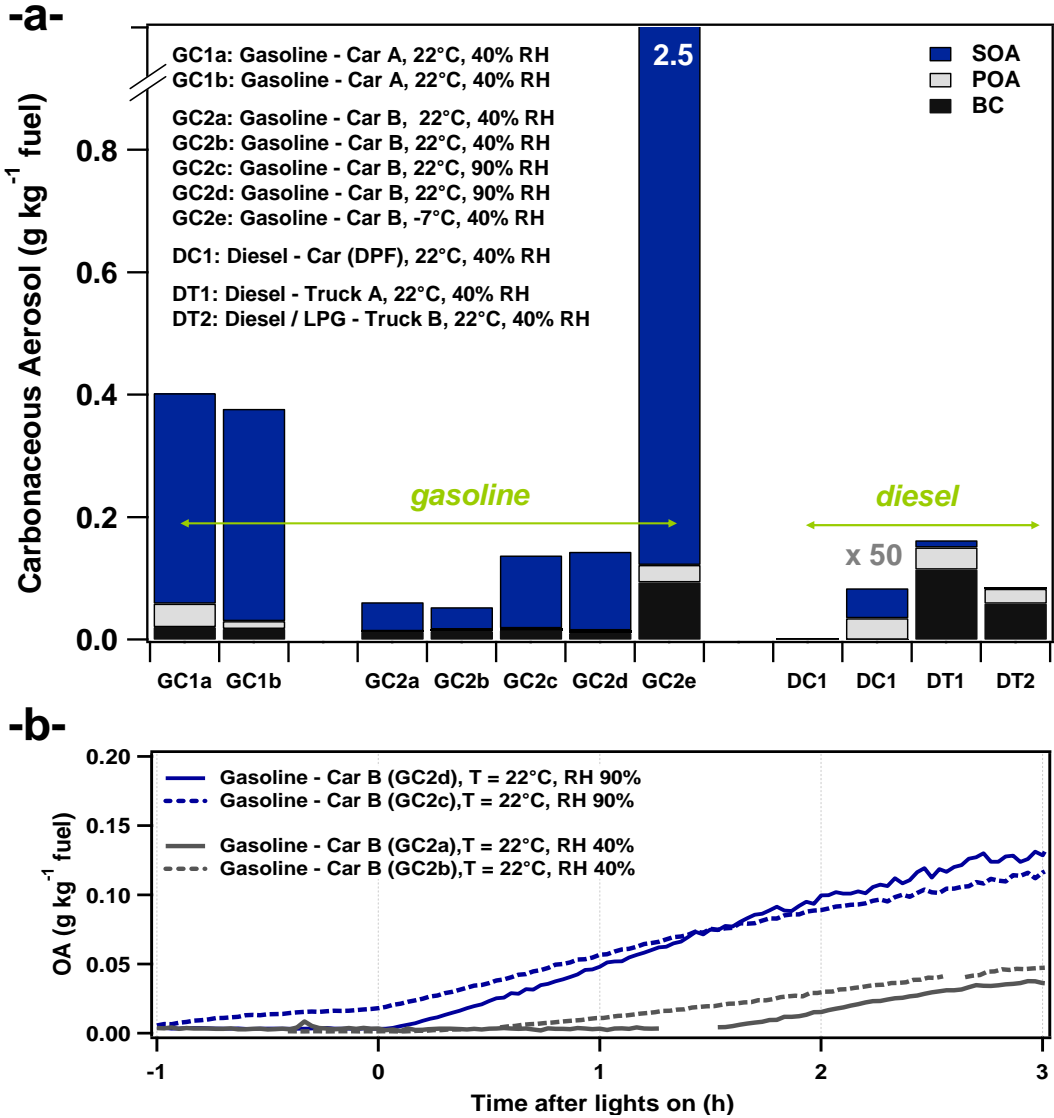 -a-
Carbonaceous Aerosol (g kg-1 fuel)
0.8
0.6
0.4
0.2
0.0
GC1a: Gasoline - Car A, 22°C, 40% RH
GC1b: Gasoline - Car A, 22°C, 40% RH
GC2a: Gasoline - Car B, 22°C, 40% RH
GC2b: Gasoline - Car B, 22°C, 40% RH
GC2c: Gasoline - Car B, 22°C, 90% RH
GC2d: Gasoline - Car B, 22°C, 90% RH
GC2e: Gasoline - Car B, -7°C, 40% RH
DC1: Diesel - Car (DPF), 22°C, 40% RH
DT1: Diesel - Truck A, 22°C, 40% RH
DT2: Diesel / LPG - Truck B, 22°C, 40% RH
2.5
SOA
POA
BC
gasoline
diesel
x 50
GC1a GC1b GC2a GC2b GC2c GC2d GC2e DC1 DC1 DT1 DT2
-b-
OA (g kg-1 fuel)
0.20
0.15
0.10
0.05
0.00
Gasoline - Car B (GC2d), T = 22°C, RH 90%
Gasoline - Car B (GC2c),T = 22°C, RH 90%
Gasoline - Car B (GC2a),T = 22°C, RH 40%
Gasoline - Car B (GC2b),T = 22°C, RH 40%
-1 0 1 2 3
Time after lights on (h)